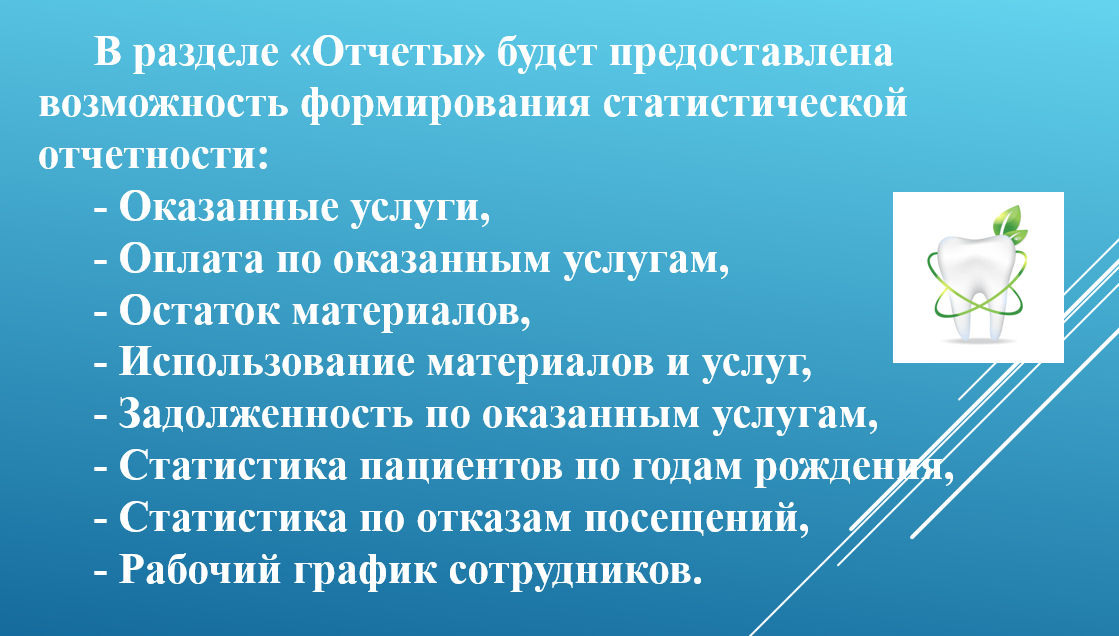 В разделе «Отчеты» будет предоставлена
возможность формирования статистической
отчетности:
- Оказанные услуги,
- Оплата по оказанным услугам,
- Остаток материалов,
- Использование материалов и услуг,
- Задолженность по оказанным услугам,
- Статистика пациентов по годам рождения,
- Статистика по отказам посещений,
- Рабочий график сотрудников.